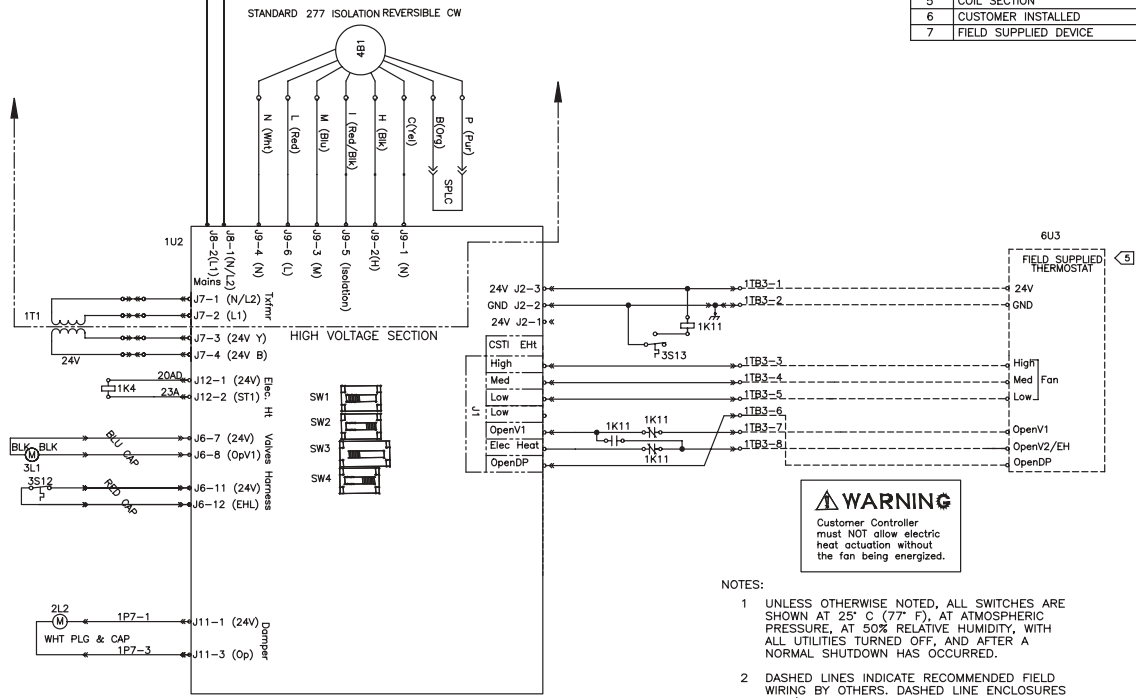 STANDARD 277 ISOLATION REVERSIBLE CW
5 COIL SECTION
6 CUSTOMER INSTALLED
7 FIELD SUPPLIED DEVICE
4B1
N (Wht)
L (Red)
M (Blu)
I (Red/Blk)
H (Blk)
C(Yel)
B(Org)
P (Pur)
SPLC
1U2
J8-2(L1)
J8-1(N/L2)
Mains
J9-4 (N)
J9-6 (L)
J9-3 (M)
J9-5 (Isolation)
J9-2(H)
J9-1 (N)
Txfmr
J7-1 (N/L2)
J7-2 (L1)
J7-3 (24V Y)
J7-4 (24V B)
1T1
24V
HIGH VOLTAGE SECTION
20AD
J12-1 (24V)
1K4
23A
J12-2 (ST1)
Elec. Ht
SW1
SW2
SW3
SW4
BLK
BLK
BLU CAP
J6-7 (24V)
J6-8 (OpV1)
Valves Harness
3L1
3S12
RED CAP
J6-11 (24V)
J6-12 (EHL)
2L2
1P7-1
J11-1 (24V)
WHT PLG & CAP
1P7-3
J11-3 (Op)
Damper
24V J2-3
GND J2-2
24V J2-1
CSTI EHt
High
Med
Low
Low
OpenV1
Elec Heat
OpenDP
J1
1K11
3S13
1K11
1K11
1K11
1TB3-1
1TB3-2
1TB3-3
1TB3-4
1TB3-5
1TB3-6
1TB3-7
1TB3-8
6U3
FIELD SUPPLIED
THERMOSTAT
5
24V
GND
High
Med
Fan
Low
OpenV1
OpenV2/EH
OpenDP
WARNING
Customer Controller
must NOT allow electric
heat actuation without
the fan being energized.
NOTES:
1 UNLESS OTHERWISE NOTED, ALL SWITCHES ARE
SHOWN AT 25° C (77° F), AT ATMOSPHERIC
PRESSURE, AT 50% RELATIVE HUMIDITY, WITH
ALL UTILITIES TURNED OFF, AND AFTER A
NORMAL SHUTDOWN HAS OCCURRED.
2 DASHED LINES INDICATE RECOMMENDED FIELD
WIRING BY OTHERS. DASHED LINE ENCLOSURES